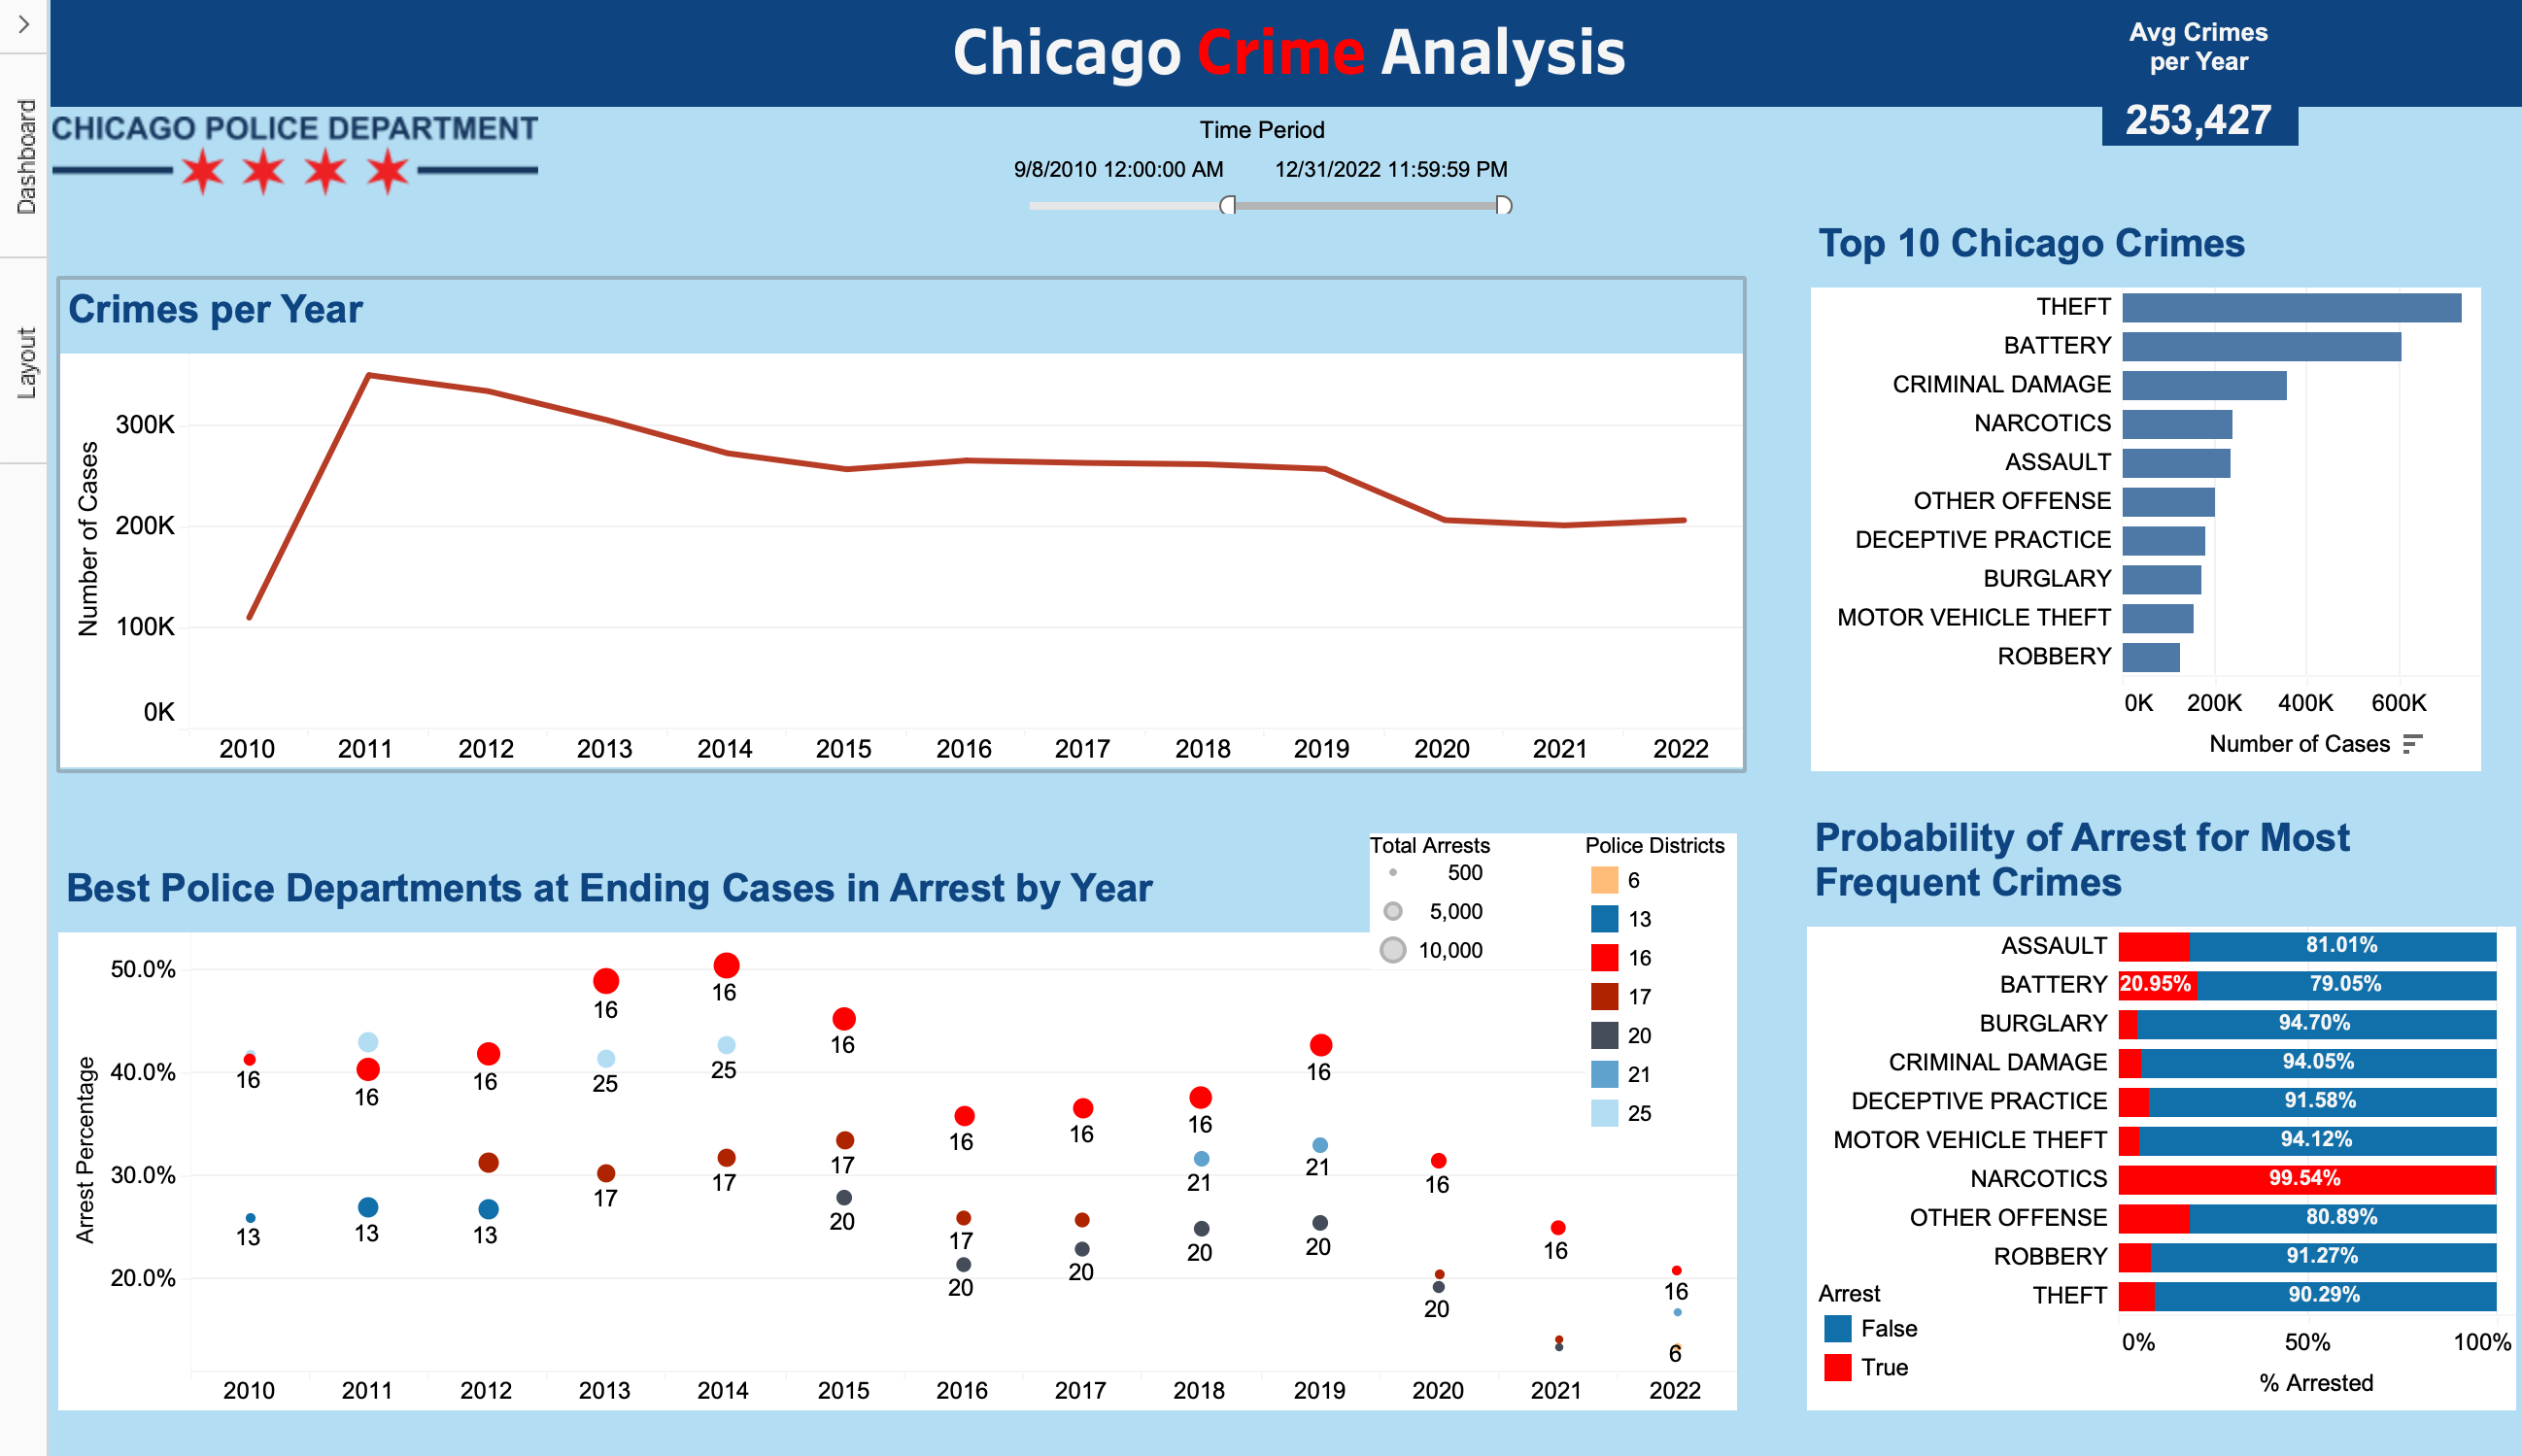 Dashboard
Layout
Chicago Crime Analysis
Avg Crimes
per Year
253,427
CHICAGO POLICE DEPARTMENT
Time Period
9/8/2010 12:00:00 AM 12/31/2022 11:59:59 PM
Crimes per Year
Number of Cases
300K
200K
100K
0K
2010 2011 2012 2013 2014 2015 2016 2017 2018 2019 2020 2021 2022
Top 10 Chicago Crimes
THEFT
BATTERY
CRIMINAL DAMAGE
NARCOTICS
ASSAULT
OTHER OFFENSE
DECEPTIVE PRACTICE
BURGLARY
MOTOR VEHICLE THEFT
ROBBERY
0K 200K 400K 600K
Number of Cases
Best Police Departments at Ending Cases in Arrest by Year
Total Arrests
500
5,000
10,000
Police Districts
6
13
16
17
20
21
25
Arrest Percentage
50.0%
40.0%
30.0%
20.0%
16
13
16
13
16
13
16
25
17
16
25
17
16
17
20
16
17
20
16
20
16
21
20
16
21
20
16
20
16
16
6
2010 2011 2012 2013 2014 2015 2016 2017 2018 2019 2020 2021 2022
Probability of Arrest for Most
Frequent Crimes
ASSAULT 81.01%
BATTERY 20.95% 79.05%
BURGLARY 94.70%
CRIMINAL DAMAGE 94.05%
DECEPTIVE PRACTICE 91.58%
MOTOR VEHICLE THEFT 94.12%
NARCOTICS 99.54%
OTHER OFFENSE 80.89%
ROBBERY 91.27%
THEFT 90.29%
Arrest
False
True
0% 50% 100%
% Arrested